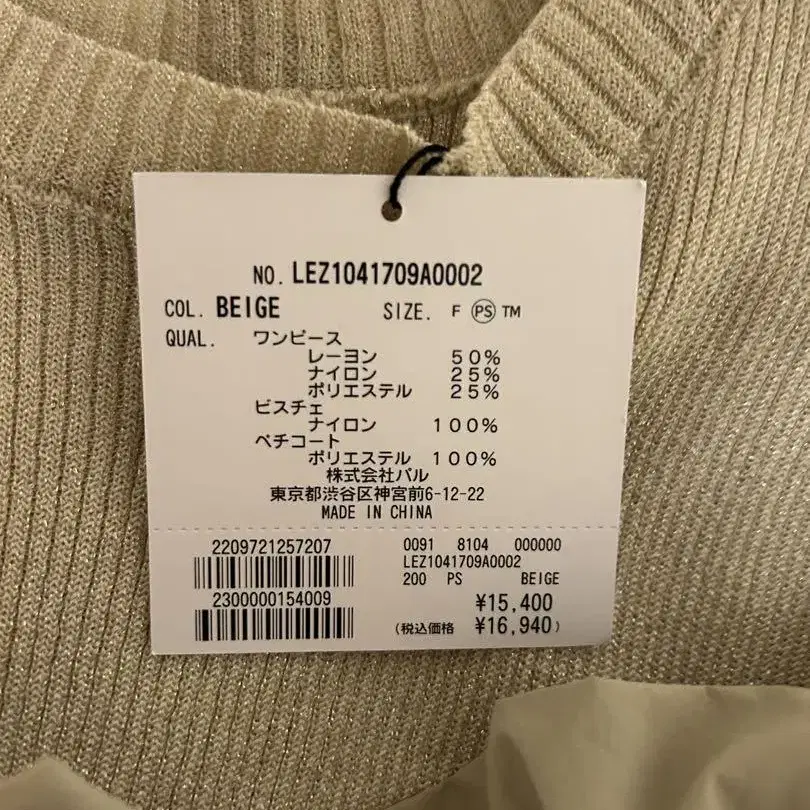 NO. LEZ1041709A0002
COL. BEIGE SIZE. F PS TM
QUAL. ワンピース
レーヨン 50%
ナイロン 25%
ポリエステル 25%
ビスチェ
ナイロン 100%
ペチコート
ポリエステル 100%
株式会社パル
東京都渋谷区神宮前6-12-22
MADE IN CHINA
2209721257207
2300000154009
0091 8104 000000
LEZ1041709A0002
200 PS BEIGE
¥15,400
(税込価格 ¥16,940)